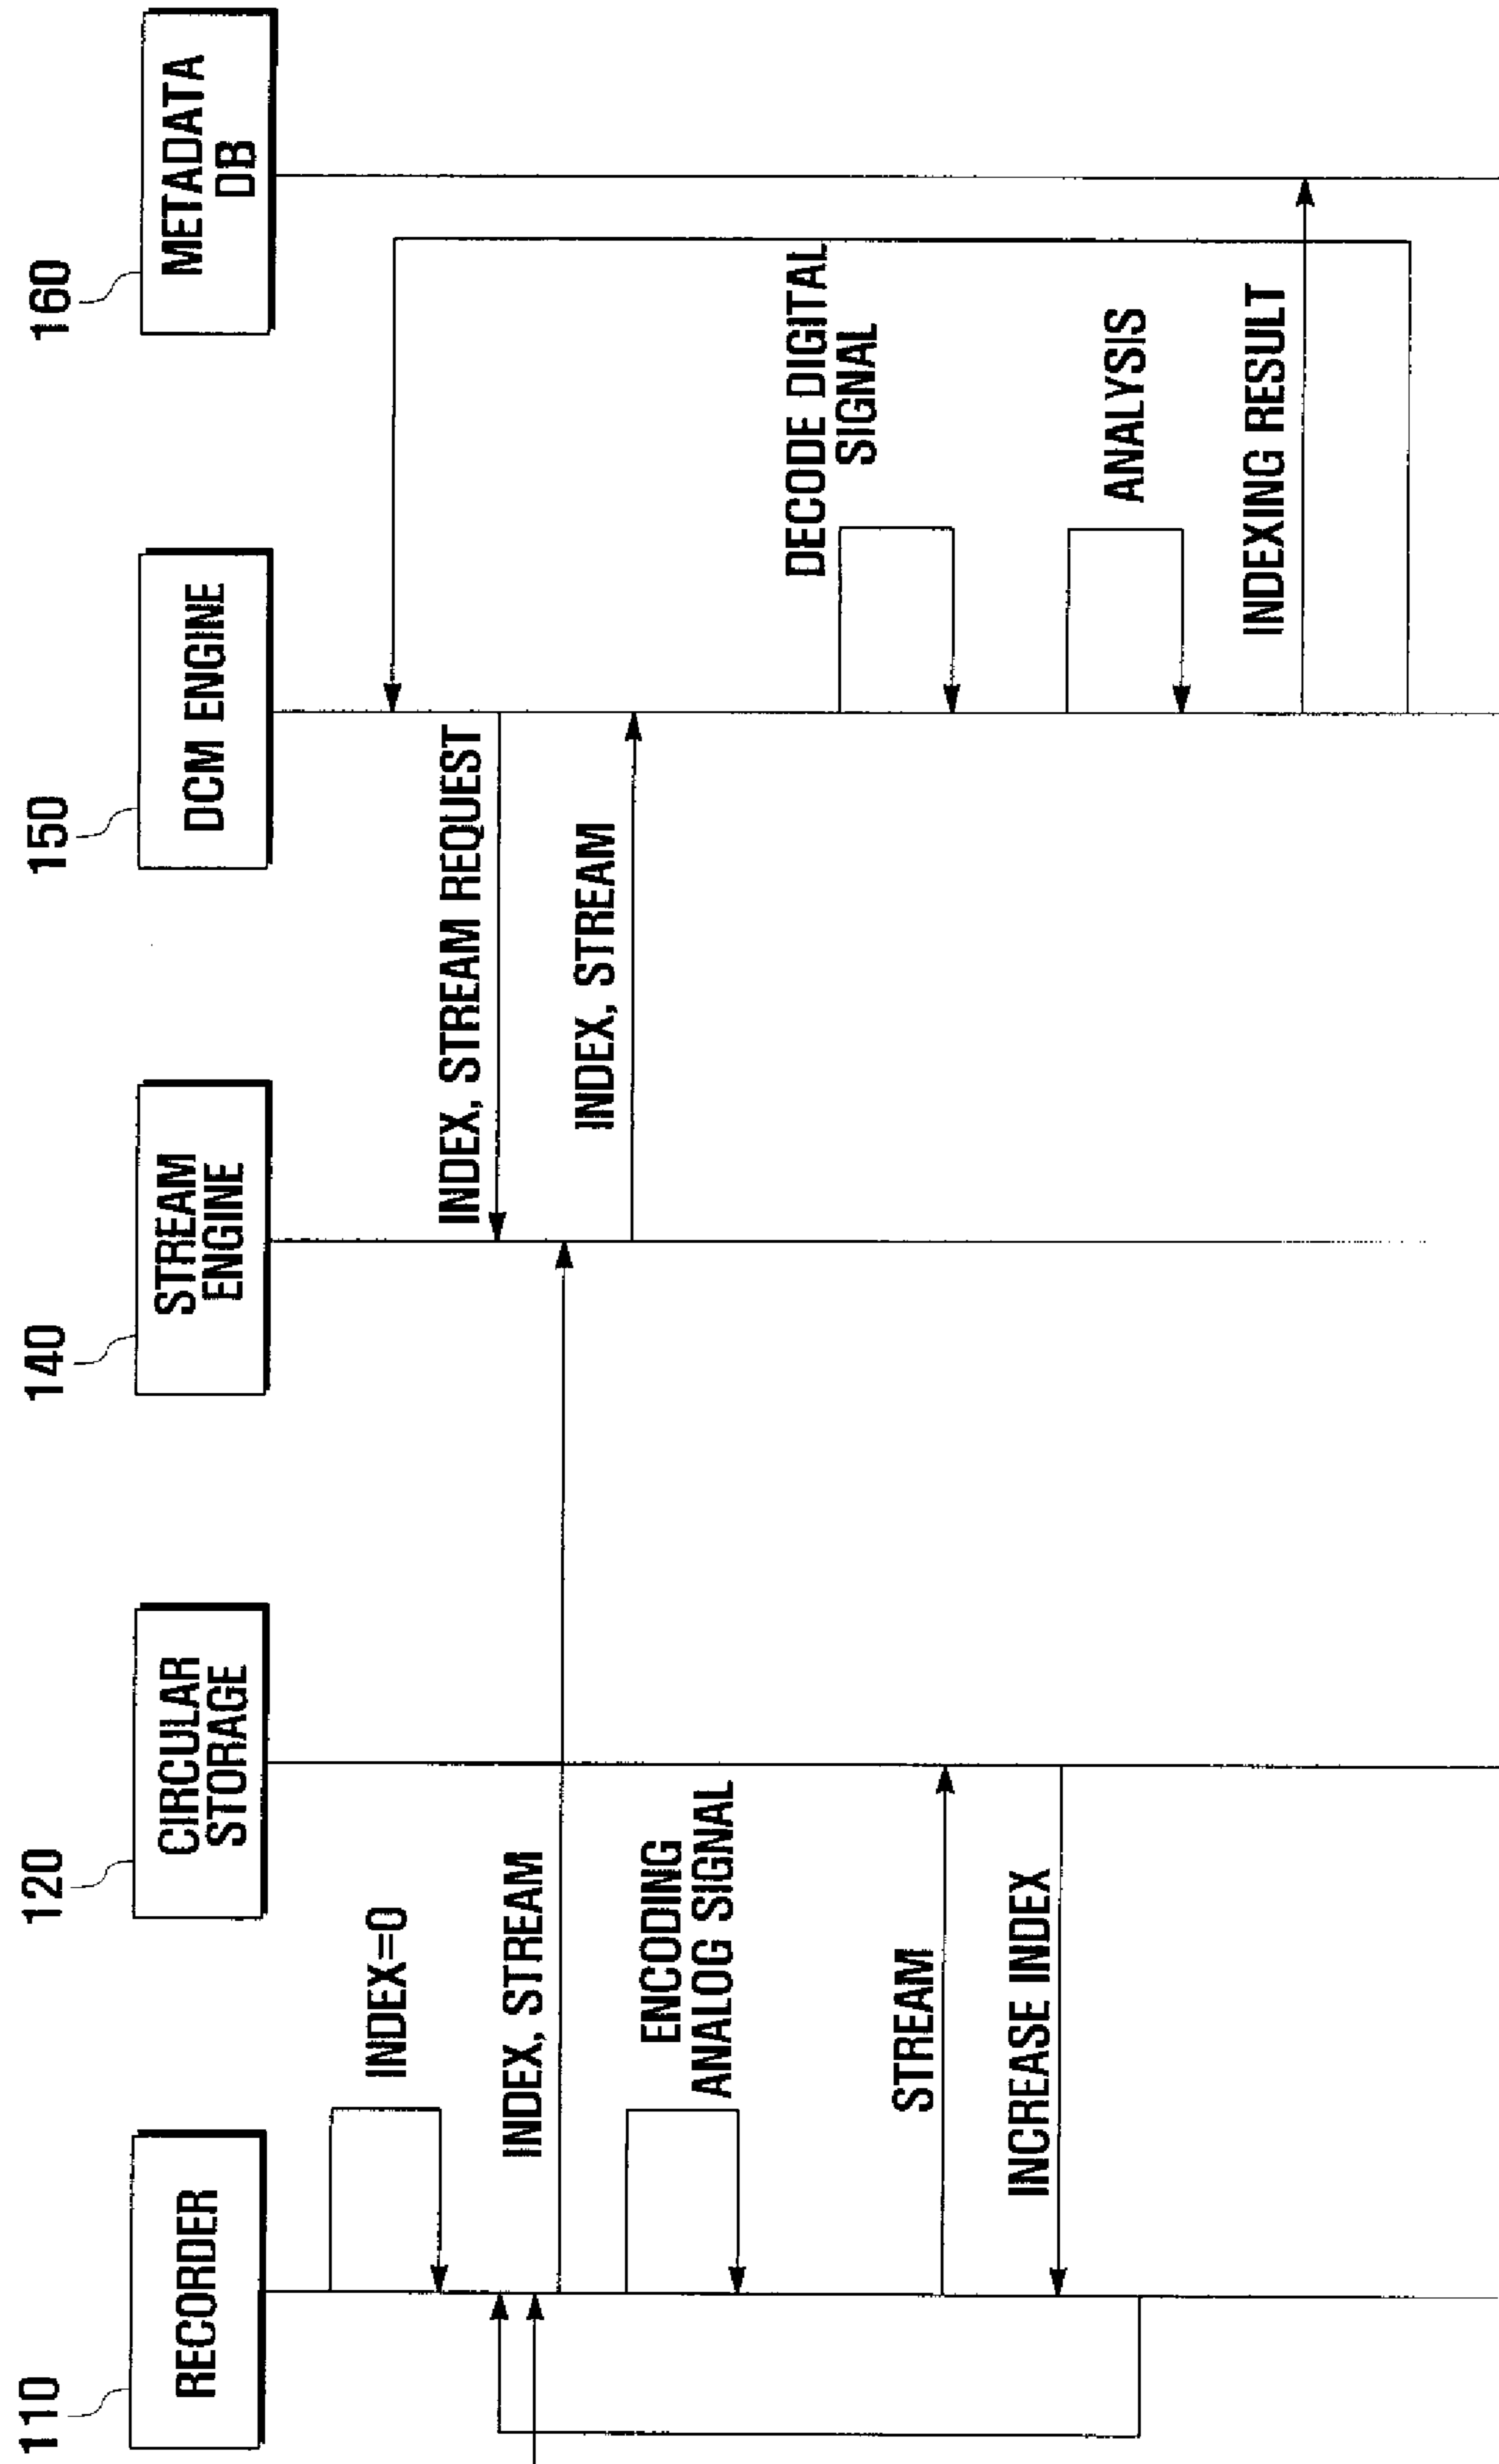 110
120
140
150
160
RECORDER
CIRCULAR
STORAGE
STREAM
ENGINE
DCM ENGINE
METADATA
DB
INDEX=0
INDEX, STREAM REQUEST
INDEX, STREAM
INDEX, STREAM
ENCODING
ANALOG SIGNAL
DECODE DIGITAL
SIGNAL
STREAM
INCREASE INDEX
ANALYSIS
INDEXING RESULT